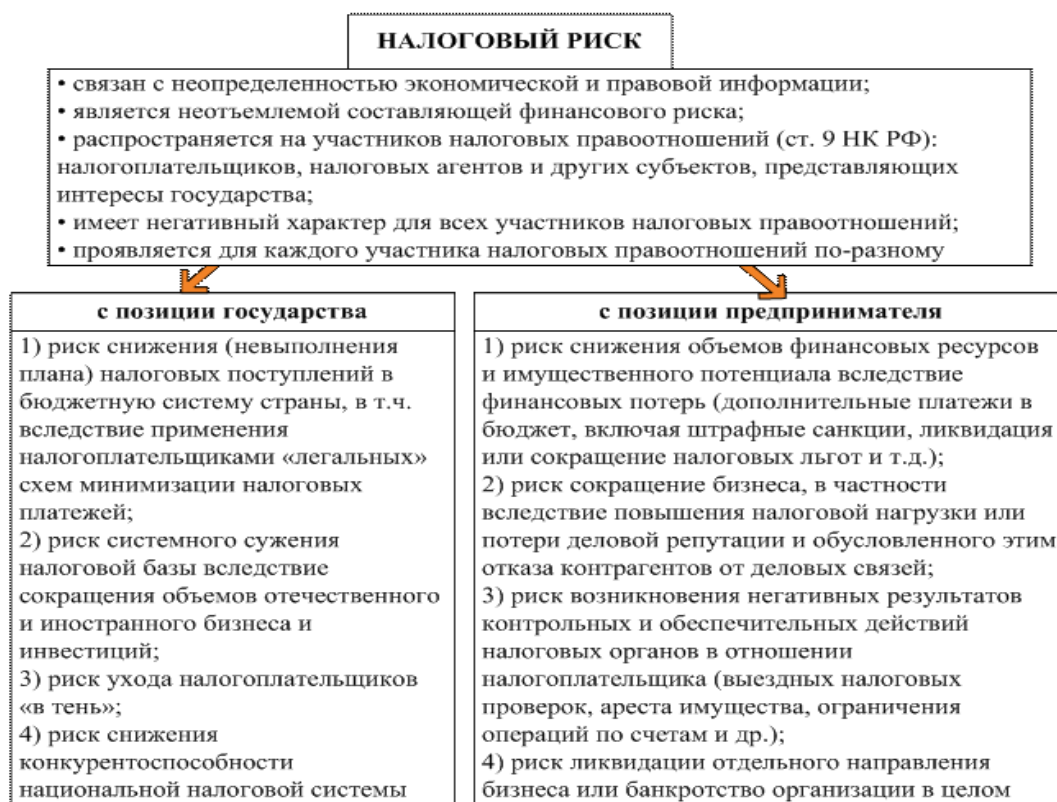 НАЛОГОВЫЙ РИСК
• связан с неопределенностью экономической и правовой информации;
• является неотъемлемой составляющей финансового риска;
• распространяется на участников налоговых правоотношений (ст. 9 НК РФ):
налогоплательщиков, налоговых агентов и других субъектов, представляющих
интересы государства;
• имеет негативный характер для всех участников налоговых правоотношений;
• проявляется для каждого участника налоговых правоотношений по-разному
с позиции государства
1) риск снижения (невыполнения
плана) налоговых поступлений в
бюджетную систему страны, в т.ч.
вследствие применения
налогоплательщиками «легальных»
схем минимизации налоговых
платежей;
2) риск системного сужения
налоговой базы вследствие
сокращения объемов отечественного
и иностранного бизнеса и
инвестиций;
3) риск ухода налогоплательщиков
«в тень»;
4) риск снижения
конкурентоспособности
национальной налоговой системы
с позиции предпринимателя
1) риск снижения объемов финансовых ресурсов
и имущественного потенциала вследствие
финансовых потерь (дополнительные платежи в
бюджет, включая штрафные санкции, ликвидация
или сокращение налоговых льгот и т.д.);
2) риск сокращение бизнеса, в частности
вследствие повышения налоговой нагрузки или
потери деловой репутации и обусловленного этим
отказа контрагентов от деловых связей;
3) риск возникновения негативных результатов
контрольных и обеспечительных действий
налоговых органов в отношении
налогоплательщика (выездных налоговых
проверок, ареста имущества, ограничения
операций по счетам и др.);
4) риск ликвидации отдельного направления
бизнеса или банкротство организации в целом